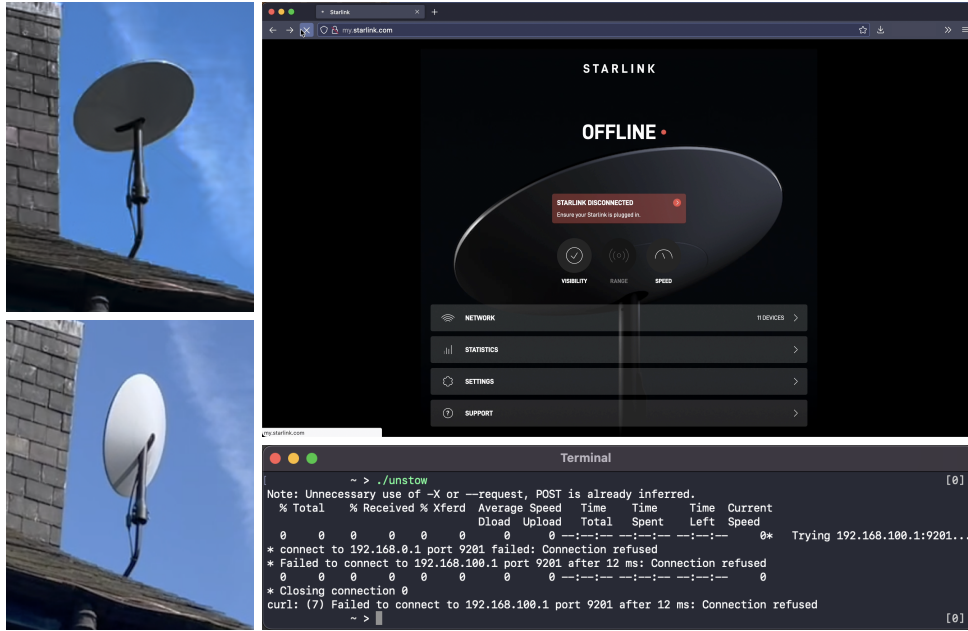 Starlink
my.starlink.com
STARLINK
OFFLINE
STARLINK DISCONNECTED
Ensure your Starlink is plugged in.
VISIBILITY RANGE SPEED
NETWORK 11 DEVICES
STATISTICS
SETTINGS
SUPPORT
my.starlink.com
Terminal
[ ~ > ./unstow [0]
Note: Unnecessary use of -X or --request, POST is already inferred.
% Total % Received % Xferd Average Speed Time Time Time Current
Dload Upload Total Spent Left Speed
0 0 0 0 0 0 0 0 --:--:-- --:--:-- --:--:-- 0* Trying 192.168.100.1:9201...
* connect to 192.168.0.1 port 9201 failed: Connection refused
* Failed to connect to 192.168.100.1 port 9201 after 12 ms: Connection refused
0 0 0 0 0 0 0 0 --:--:-- --:--:-- --:--:-- 0
* Closing connection 0
curl: (7) Failed to connect to 192.168.100.1 port 9201 after 12 ms: Connection refused
~ > [0]